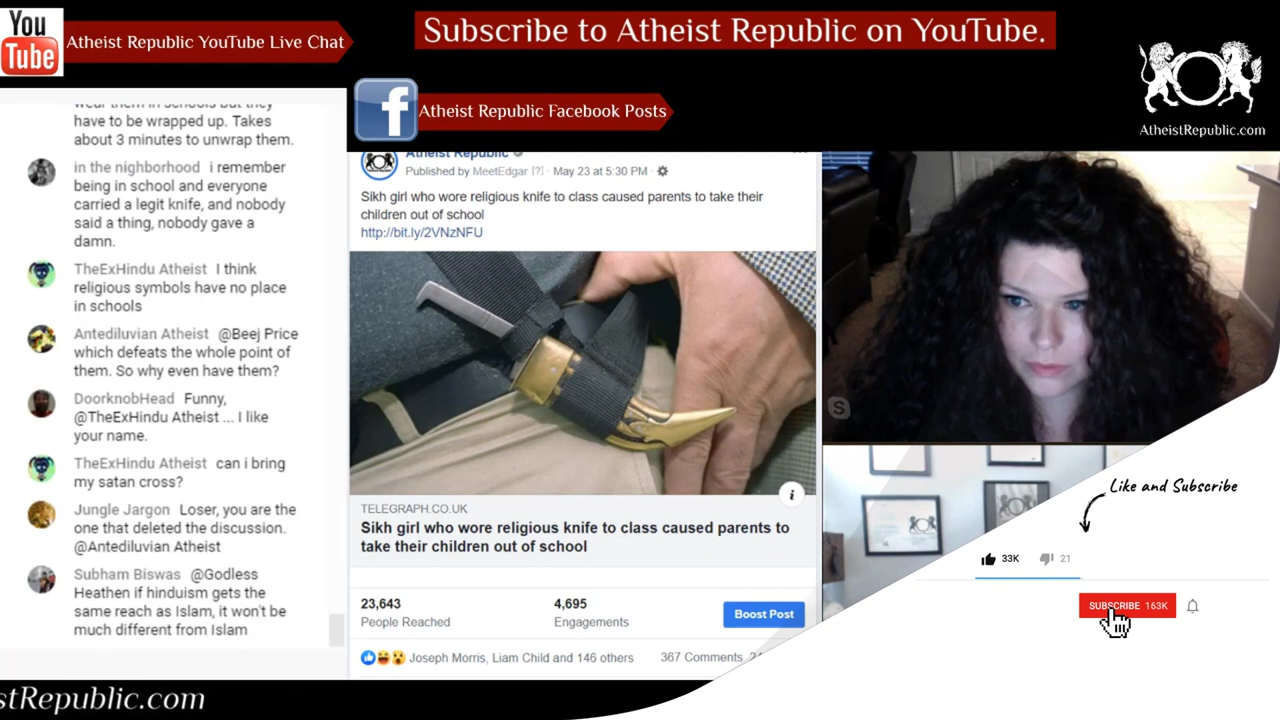 You
Tube
Atheist Republic YouTube Live Chat
Subscribe to Atheist Republic on YouTube.
AtheistRepublic.com
Atheist Republic Facebook Posts
wear them in schools but they
have to be wrapped up. Takes
about 3 minutes to unwrap them.
in the nighborhood i remember
being in school and everyone
carried a legit knife, and nobody
said a thing, nobody gave a
damn.
TheExHindu Atheist I think
religious symbols have no place
in schools
Antediluvian Atheist @Beej Price
which defeats the whole point of
them. So why even have them?
DoorknobHead Funny,
@TheExHindu Atheist ... I like
your name.
TheExHindu Atheist can i bring
my satan cross?
Jungle Jargon Loser, you are the
one that deleted the discussion.
@Antediluvian Atheist
Subham Biswas @Godless
Heathen if hinduism gets the
same reach as Islam, it won't be
much different from Islam
Atheist Republic
Published by MeetEdgar [?] · May 23 at 5:30 PM ·
Sikh girl who wore religious knife to class caused parents to take their
children out of school
http://bit.ly/2VNzNFU
TELEGRAPH.CO.UK
Sikh girl who wore religious knife to class caused parents to
take their children out of school
23,643
People Reached
4,695
Engagements
Boost Post
Joseph Morris, Liam Child and 146 others
367 Comments
Like and Subscribe
33K
21
SUBSCRIBE 163K
stRepublic.com